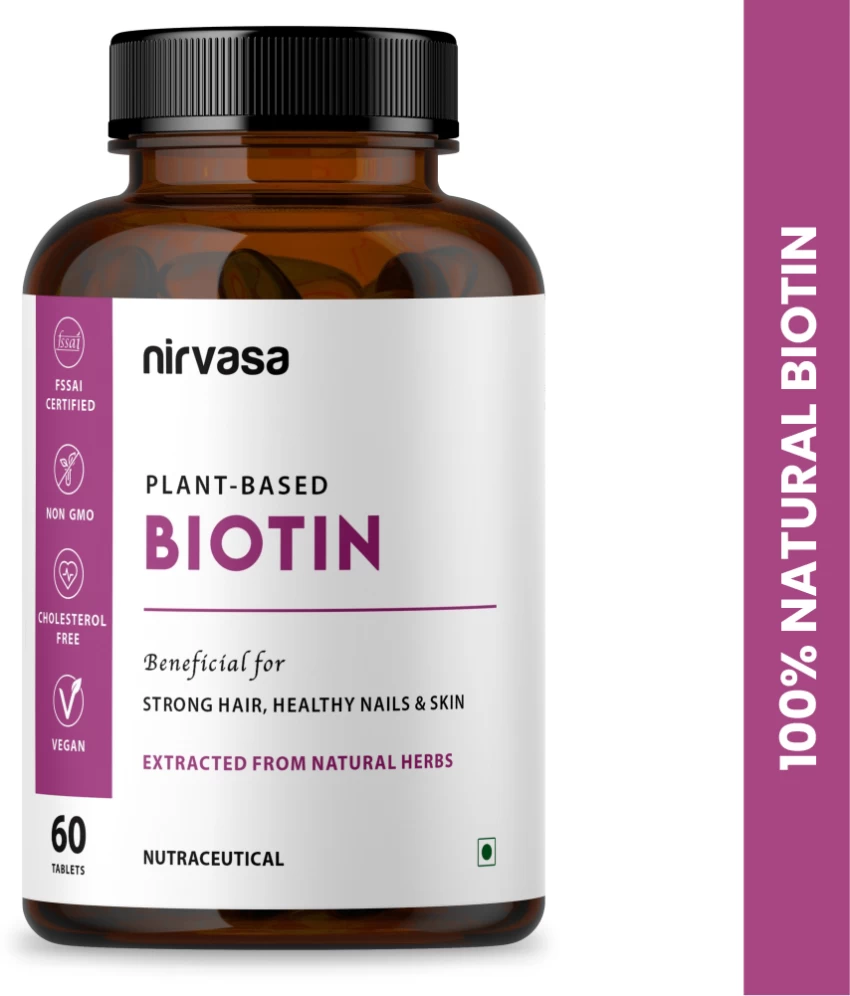 nirvasa
PLANT-BASED
BIOTIN
Beneficial for
STRONG HAIR, HEALTHY NAILS & SKIN
EXTRACTED FROM NATURAL HERBS
NUTRACEUTICAL
fssai
FSSAI
CERTIFIED
NON GMO
CHOLESTEROL
FREE
VEGAN
60
TABLETS
100% NATURAL BIOTIN